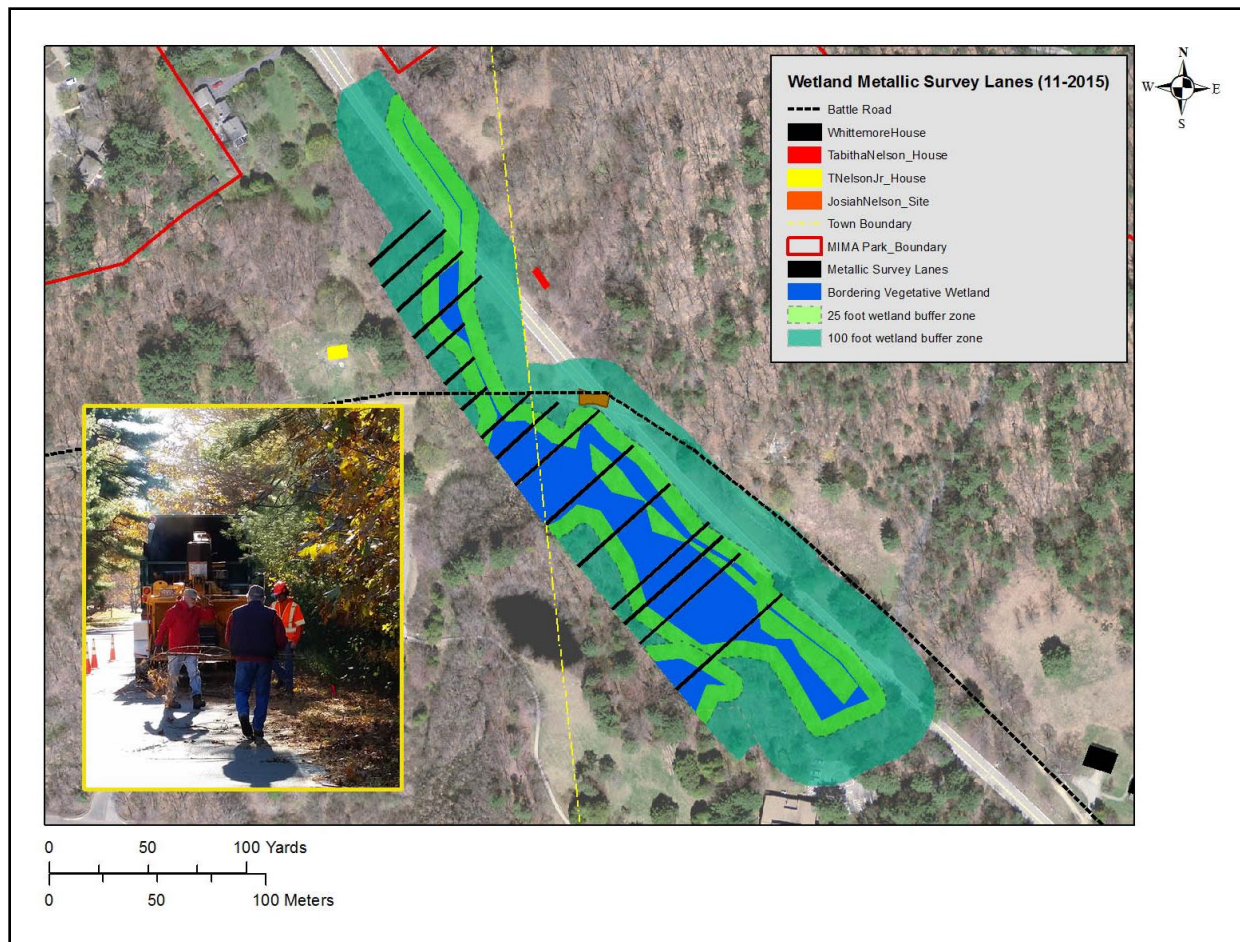 Wetland Metallic Survey Lanes (11-2015)
Battle Road
WhittemoreHouse
TabithaNelson_House
TNelsonJr_House
JosiahNelson_Site
Town Boundary
MIMA Park_Boundary
Metallic Survey Lanes
Bordering Vegetative Wetland
25 foot wetland buffer zone
100 foot wetland buffer zone
N
W E
S
0 50 100 Yards
0 50 100 Meters